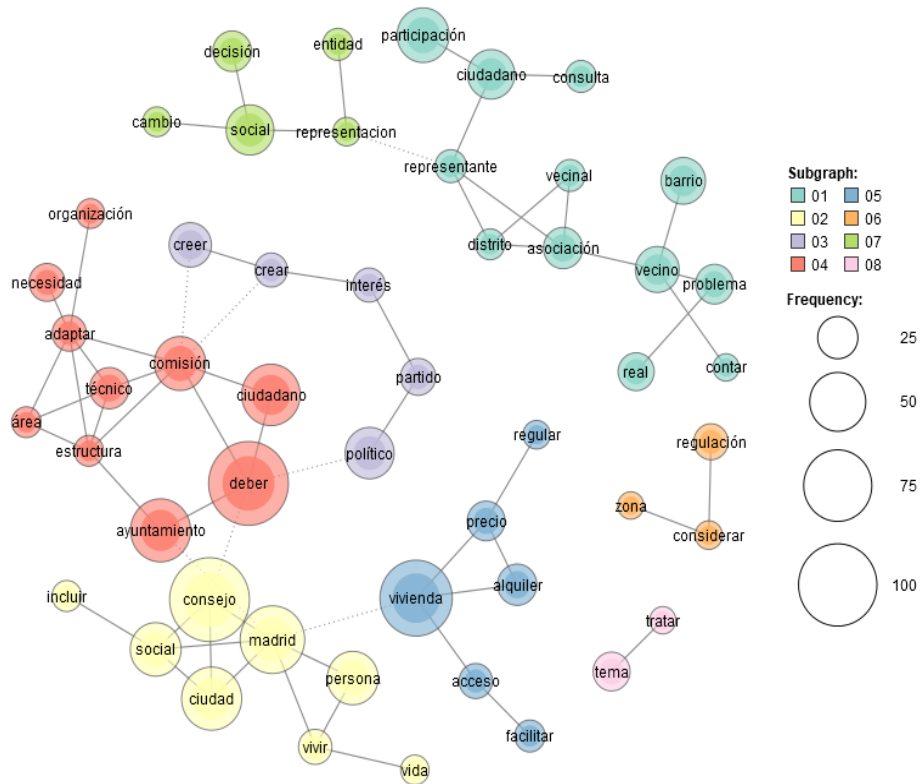 participación
decisión
entidad
ciudadano
consulta
cambio
social
representacion
representante
vecinal
barrio
organización
creer
distrito
asociación
crear
vecino
necesidad
interés
problema
adaptar
comisión
real
contar
técnico
partido
ciudadano
área
estructura
político
regular
regulación
deber
zona
precio
ayuntamiento
considerar
alquiler
incluir
consejo
vivienda
tratar
social
madrid
tema
persona
acceso
ciudad
facilitar
vivir
vida
Subgraph:
01 05
02 06
03 07
04 08
Frequency:
25
50
75
100